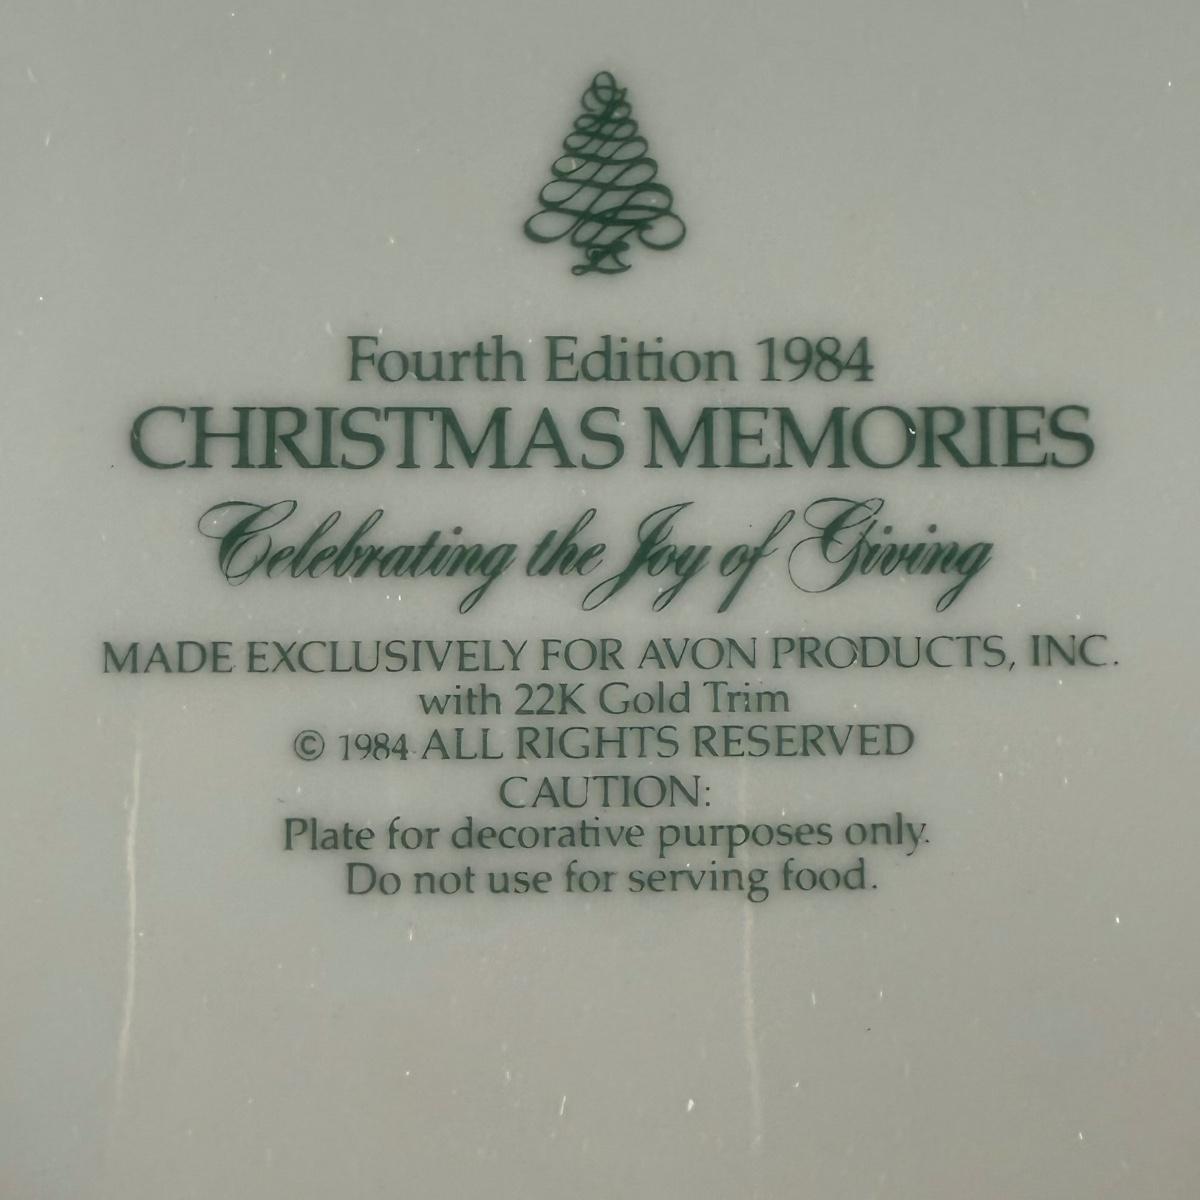 Fourth Edition 1984
CHRISTMAS MEMORIES
Celebrating the Joy of Giving
MADE EXCLUSIVELY FOR AVON PRODUCTS, INC.
with 22K Gold Trim
© 1984 ALL RIGHTS RESERVED
CAUTION:
Plate for decorative purposes only.
Do not use for serving food.